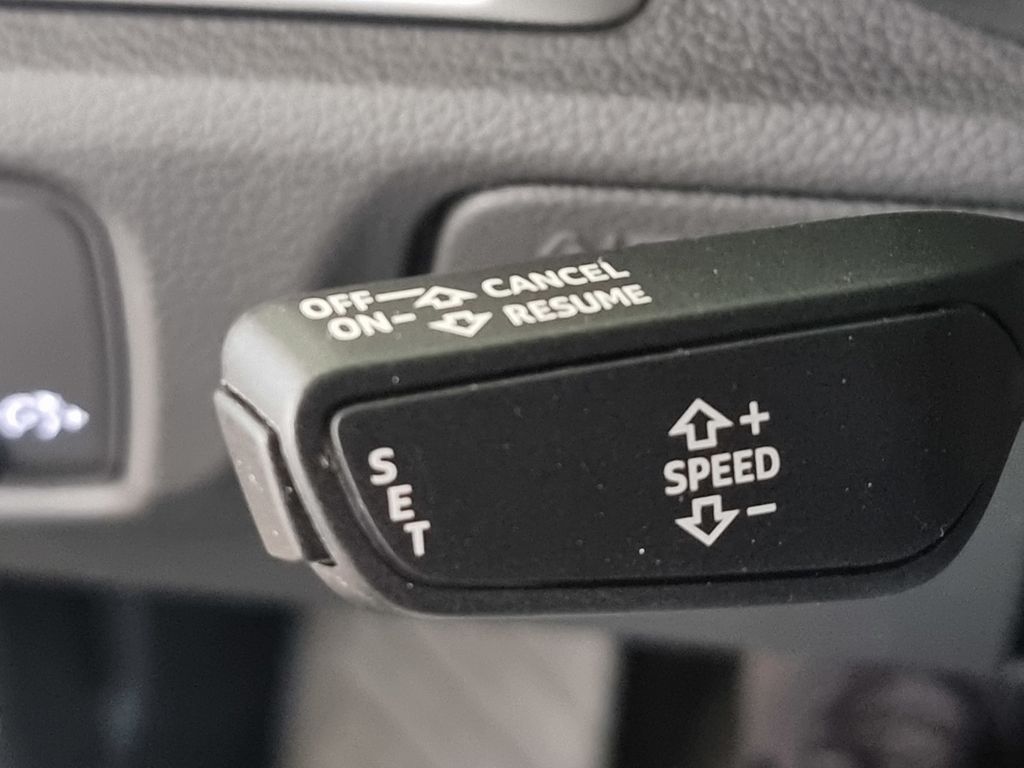 OFF CANCEL
ON RESUME
SET
+
SPEED
-